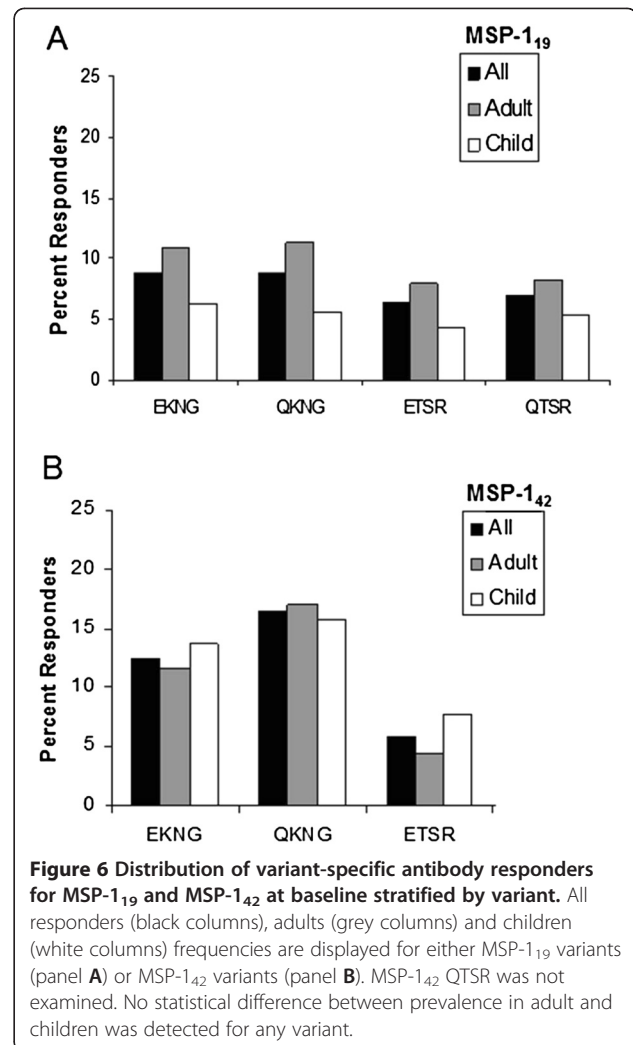 A
MSP-1₁₉
All
Adult
Child
Percent Responders
25
20
15
10
5
0
EKNG QKNG ETSR QTSR
B
MSP-1₄₂
All
Adult
Child
Percent Responders
25
20
15
10
5
0
EKNG QKNG ETSR
Figure 6 Distribution of variant-specific antibody responders
for MSP-1₁₉ and MSP-1₄₂ at baseline stratified by variant. All
responders (black columns), adults (grey columns) and children
(white columns) frequencies are displayed for either MSP-1₁₉ variants
(panel A) or MSP-1₄₂ variants (panel B). MSP-1₄₂ QTSR was not
examined. No statistical difference between prevalence in adult and
children was detected for any variant.